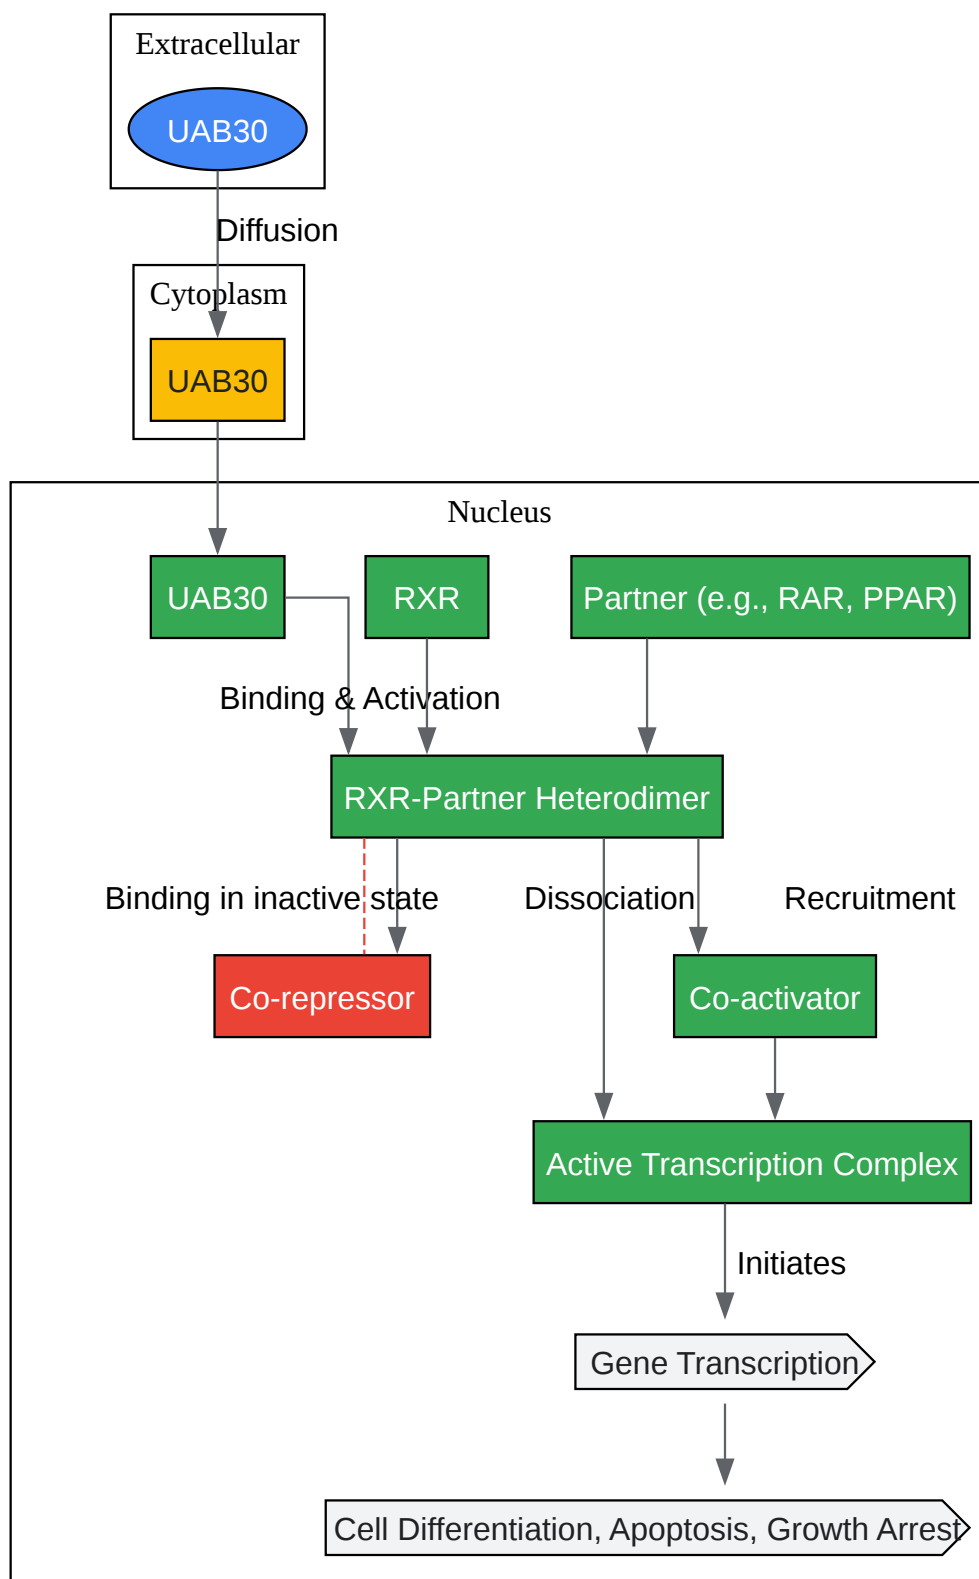 Extracellular
UAB30
Diffusion
Cytoplasm
UAB30
Nucleus
UAB30
RXR
Partner (e.g., RAR, PPAR)
Binding & Activation
RXR-Partner Heterodimer
Binding in inactive state
Dissociation
Recruitment
Co-repressor
Co-activator
Active Transcription Complex
Initiates
Gene Transcription
Cell Differentiation, Apoptosis, Growth Arrest